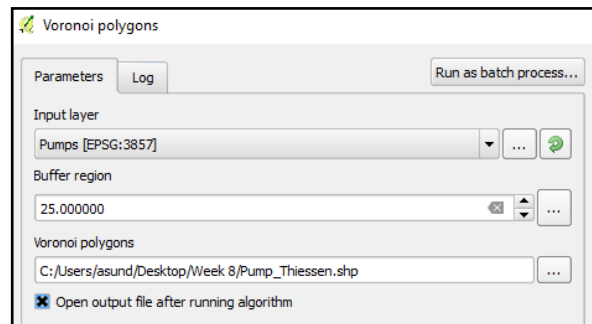 Voronoi polygons
Parameters Log Run as batch process...
Input layer
Pumps [EPSG:3857] ...
Buffer region
25.000000 ...
Voronoi polygons
C:/Users/asund/Desktop/Week 8/Pump_Thiessen.shp ...
Open output file after running algorithm